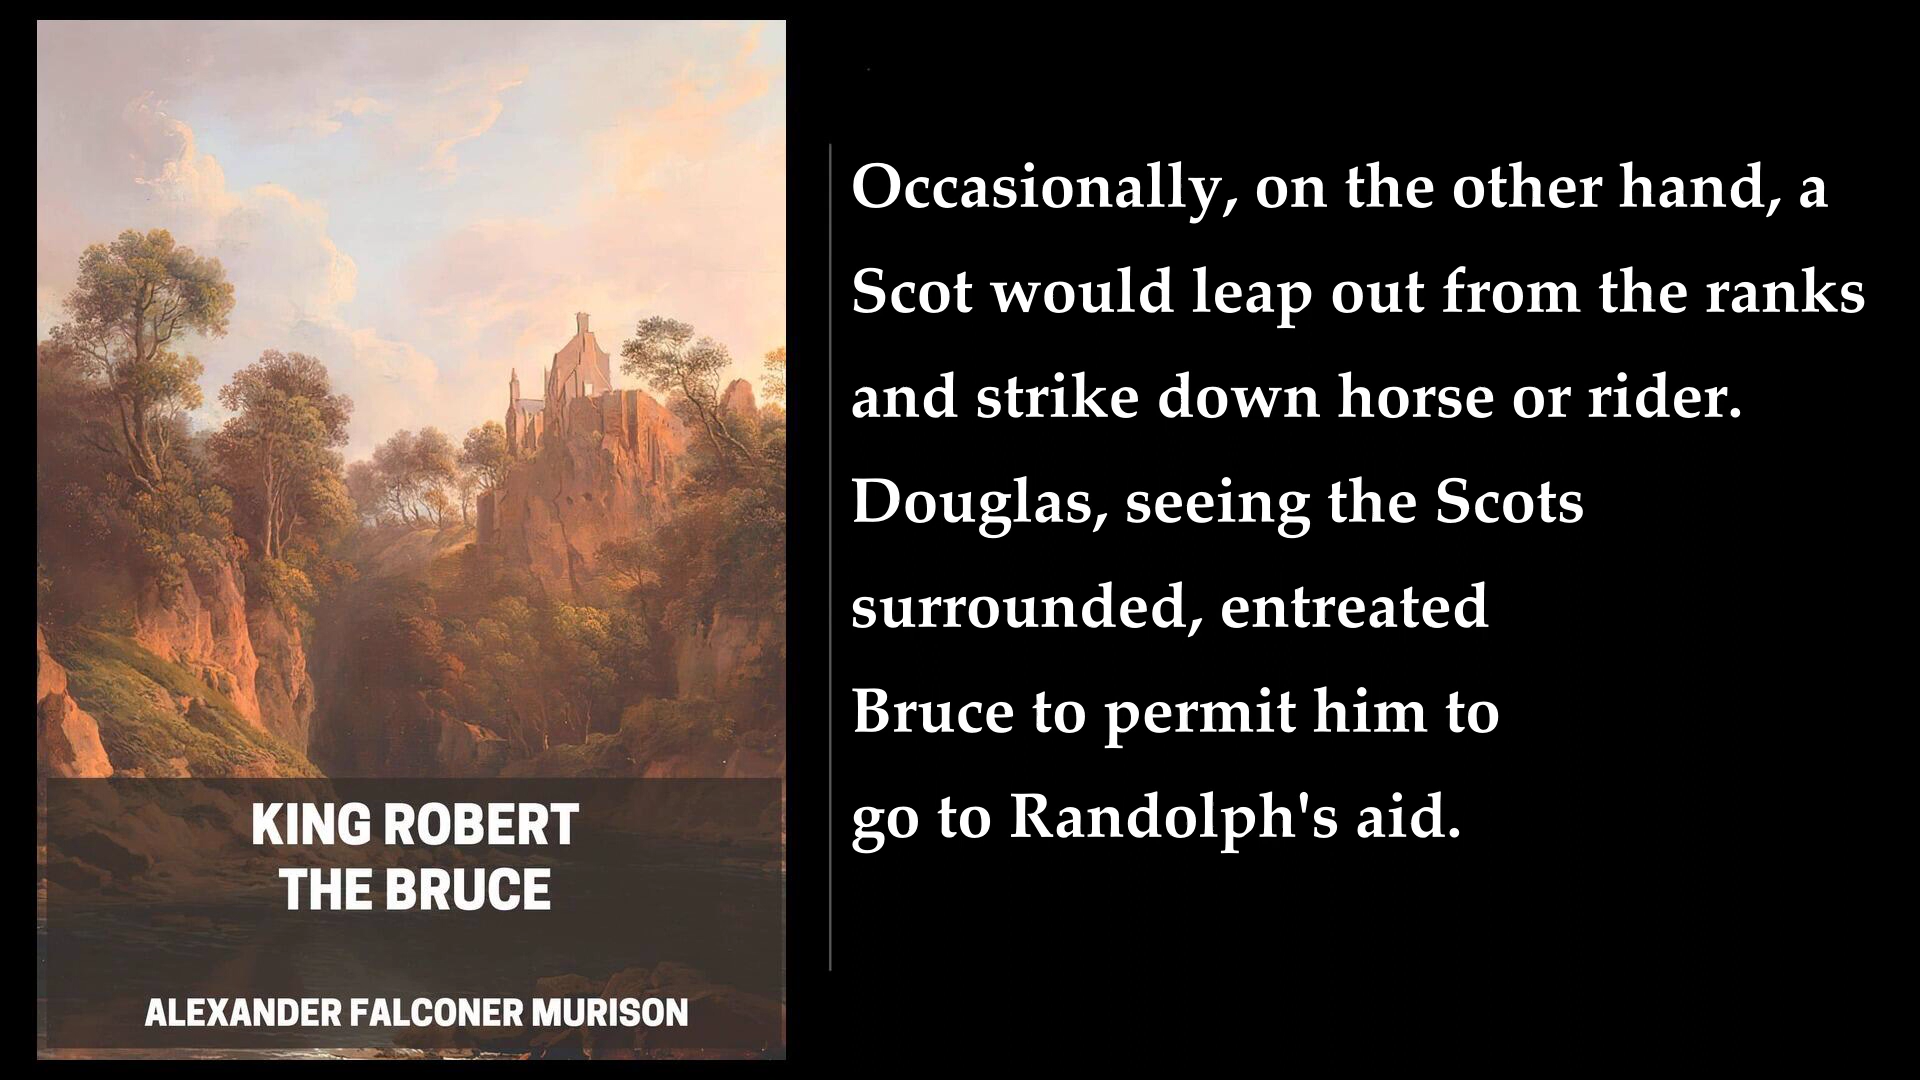 KING ROBERT
THE BRUCE
ALEXANDER FALCONER MURISON
Occasionally, on the other hand, a
Scot would leap out from the ranks
and strike down horse or rider.
Douglas, seeing the Scots
surrounded, entreated
Bruce to permit him to
go to Randolph's aid.